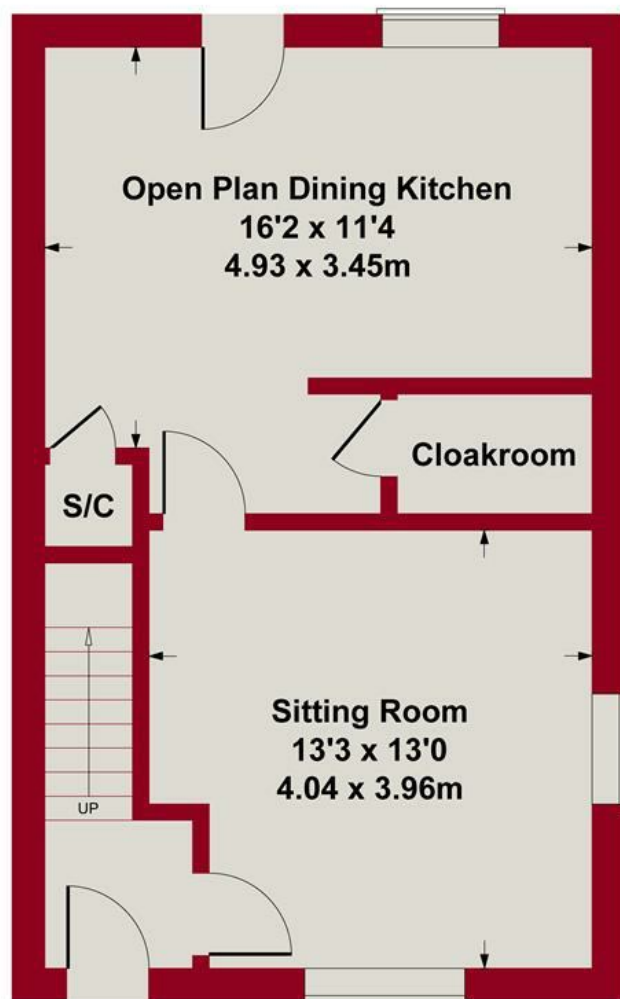 Open Plan Dining Kitchen
16'2 x 11'4
4.93 x 3.45m
Cloakroom
S/C
Sitting Room
13'3 x 13'0
4.04 x 3.96m
UP